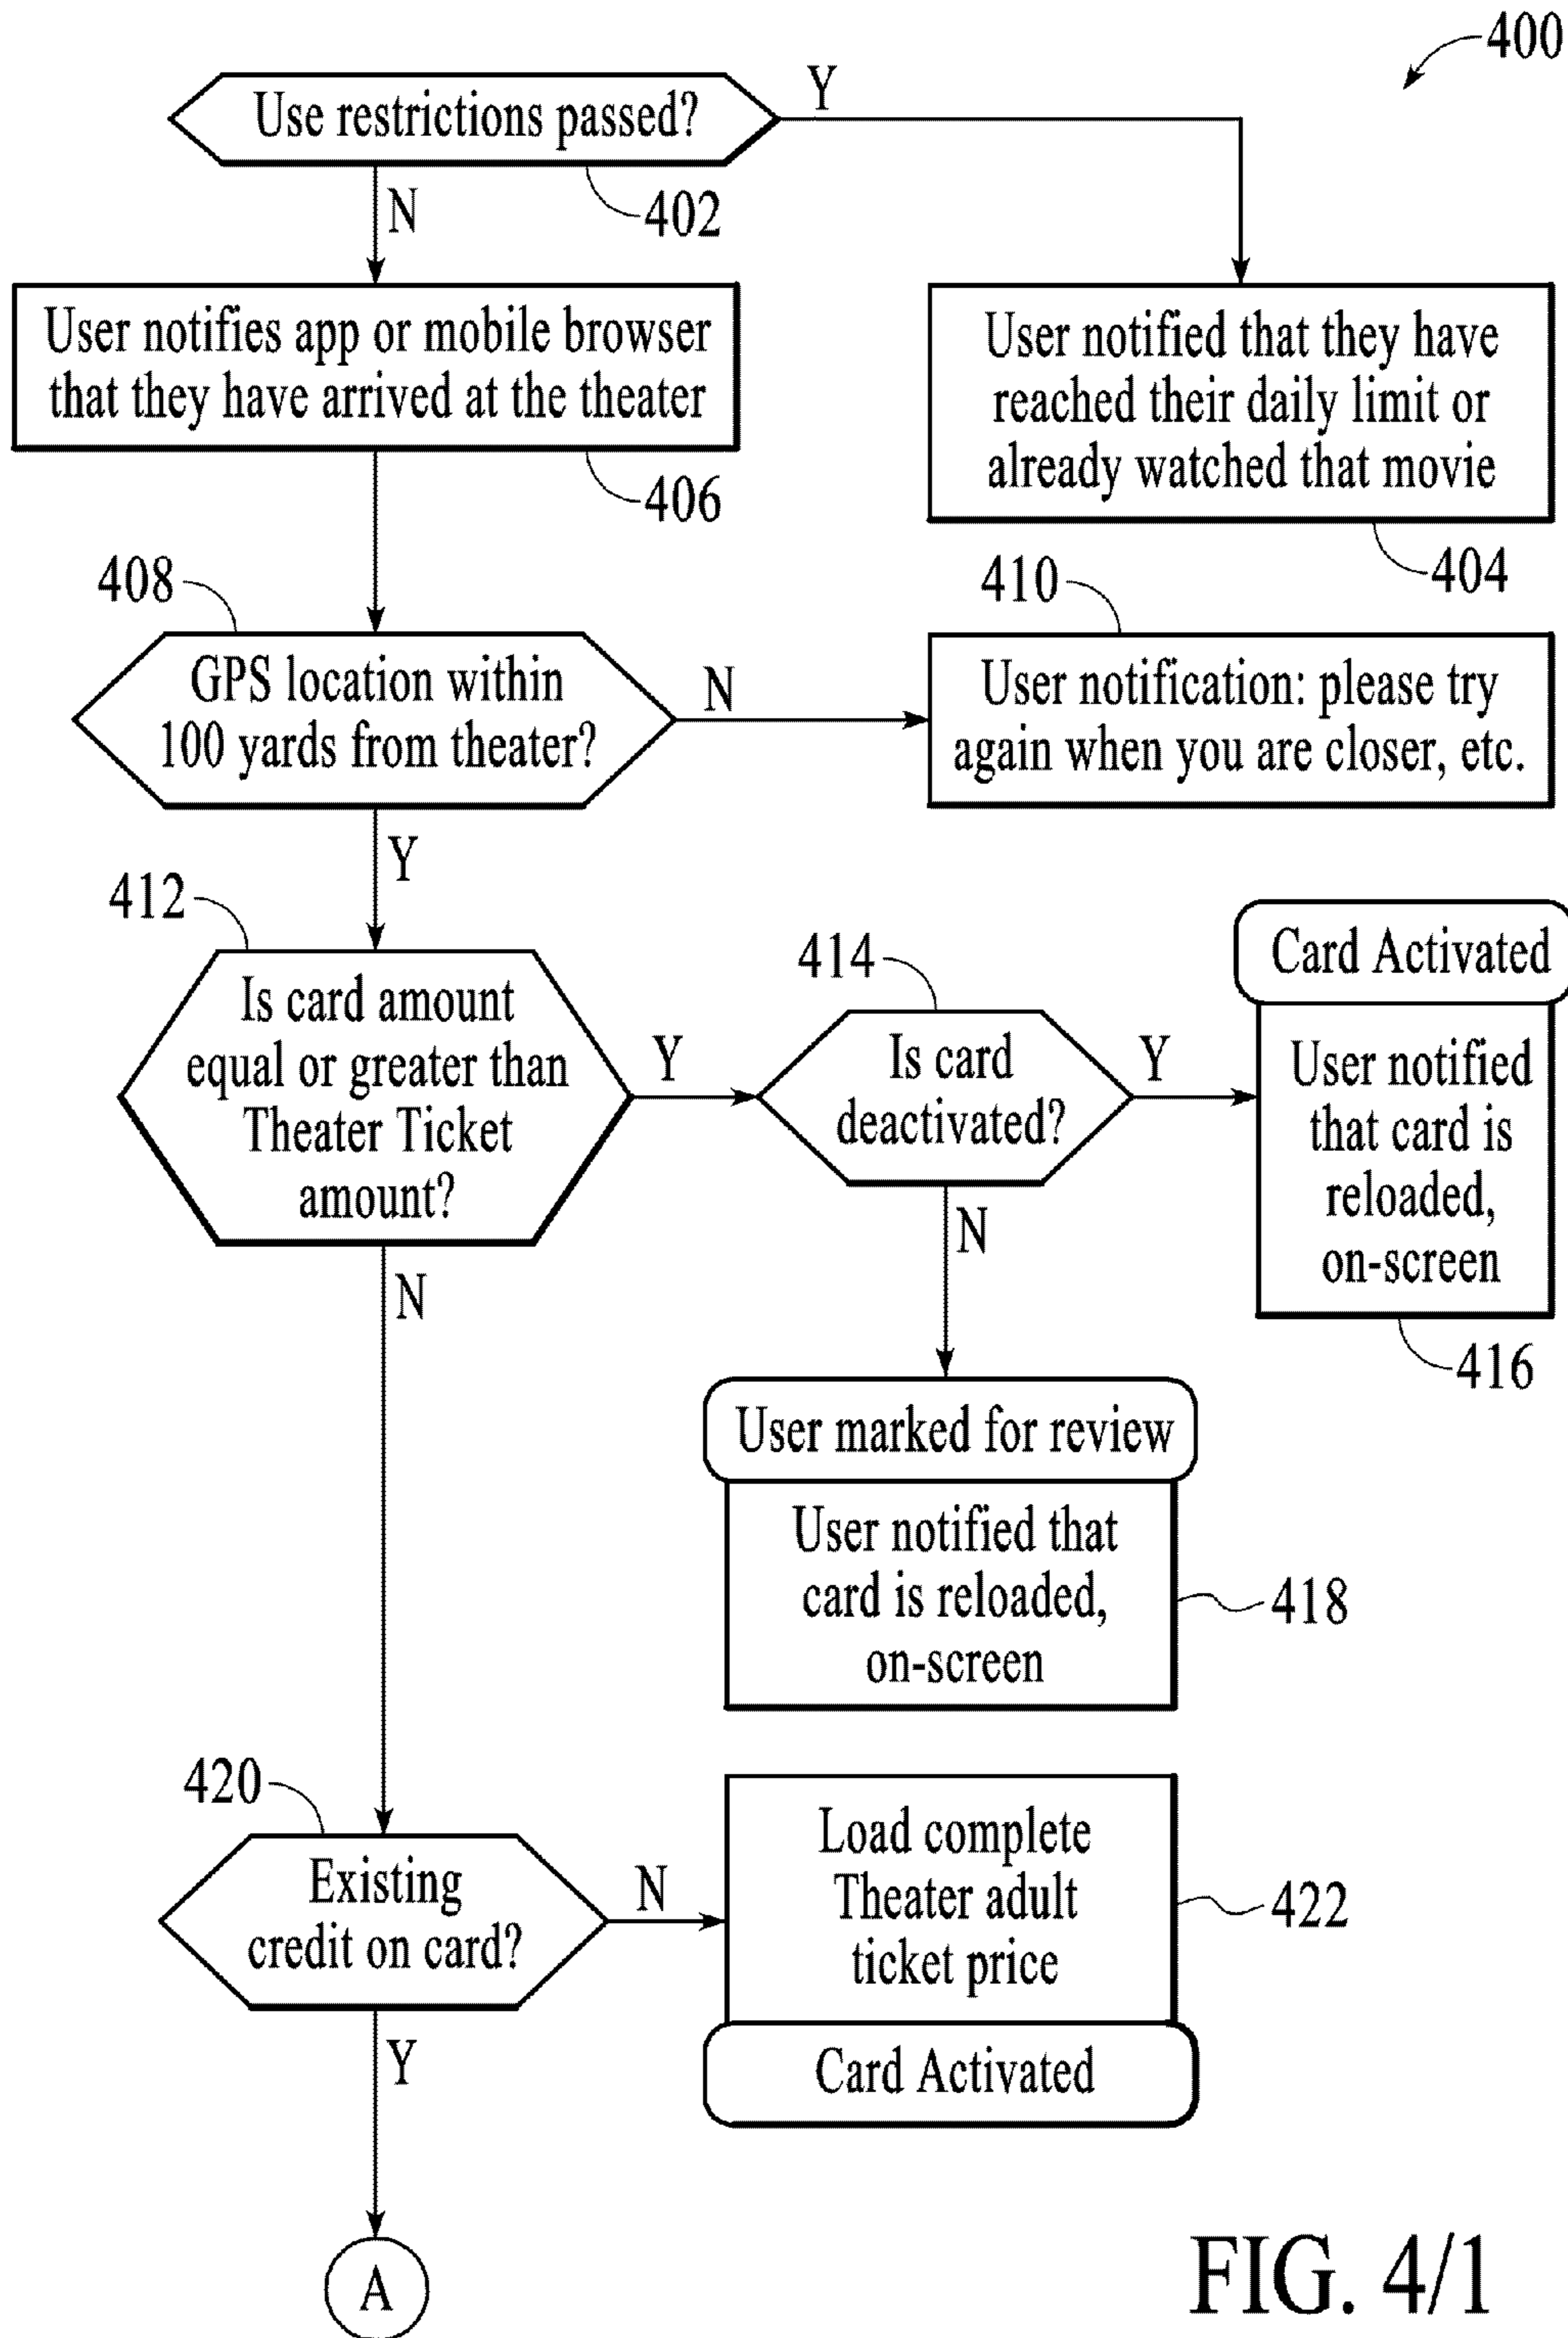 400
Use restrictions passed?
Y
N
402
User notifies app or mobile browser
that they have arrived at the theater
406
User notified that they have
reached their daily limit or
already watched that movie
404
408
GPS location within
100 yards from theater?
N
410
User notification: please try
again when you are closer, etc.
Y
412
Is card amount
equal or greater than
Theater Ticket
amount?
Y
414
Is card
deactivated?
Y
Card Activated
User notified
that card is
reloaded,
on-screen
416
N
N
User marked for review
User notified that
card is reloaded,
on-screen
418
420
Existing
credit on card?
N
Load complete
Theater adult
ticket price
422
Card Activated
Y
A
FIG. 4/1